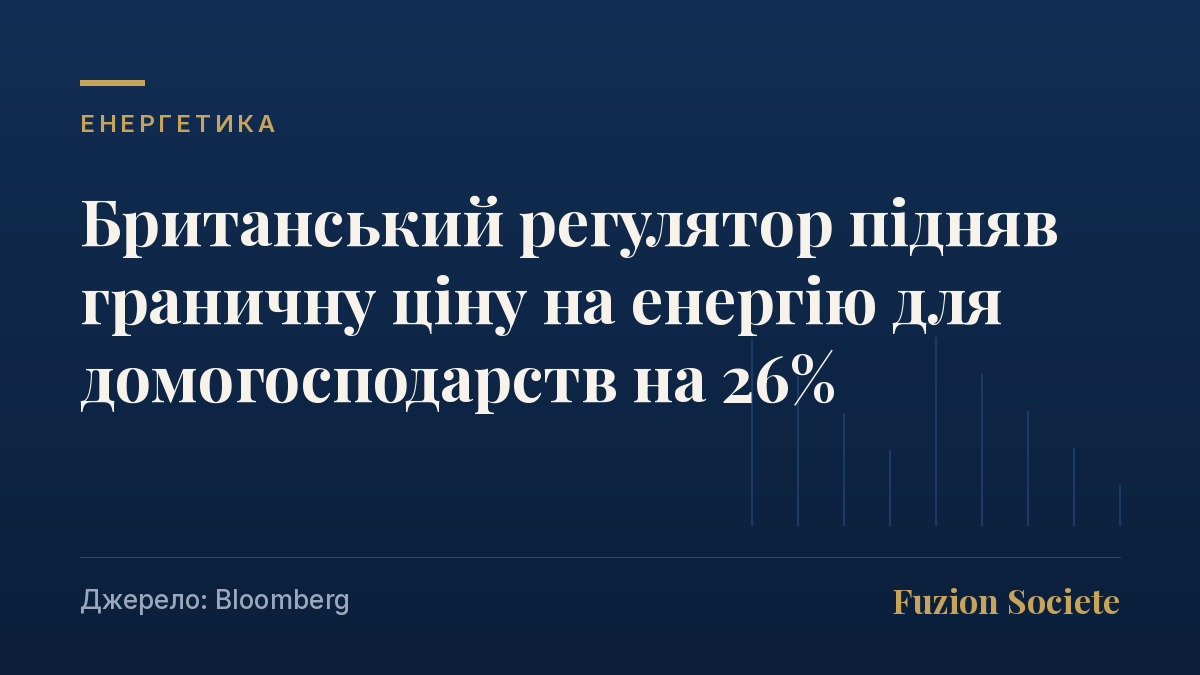 ЕНЕРГЕТИКА
Британський регулятор підняв
граничну ціну на енергію для
домогосподарств на 26%
Джерело: Bloomberg
Fuzion Societe